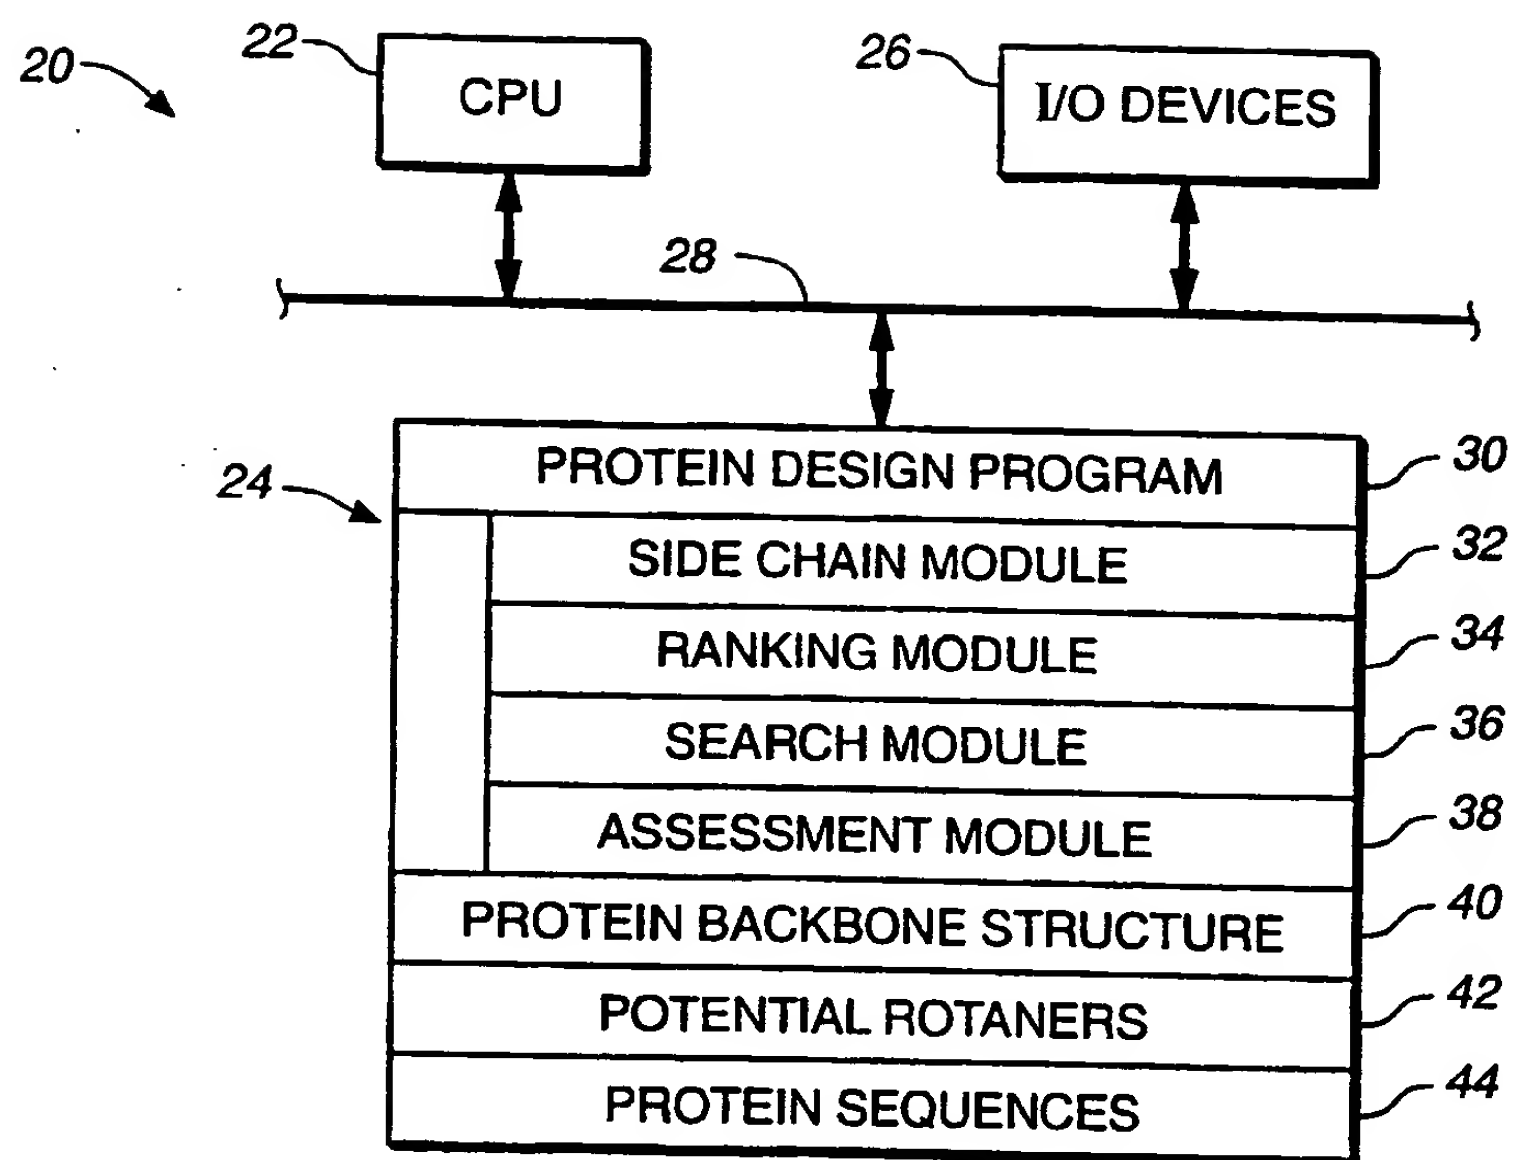 20
22
CPU
26
I/O DEVICES
28
24
PROTEIN DESIGN PROGRAM
30
SIDE CHAIN MODULE
32
RANKING MODULE
34
SEARCH MODULE
36
ASSESSMENT MODULE
38
PROTEIN BACKBONE STRUCTURE
40
POTENTIAL ROTANERS
42
PROTEIN SEQUENCES
44